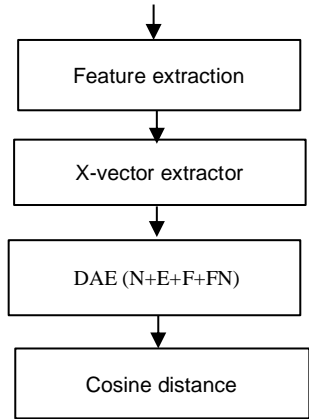 Feature extraction
X-vector extractor
DAE (N+E+F+FN)
Cosine distance